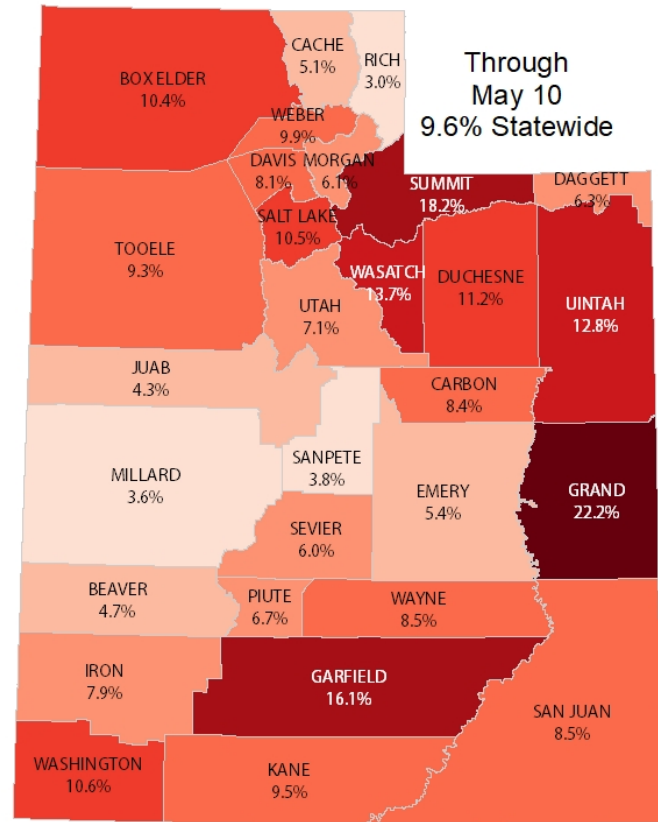 CACHE
5.1%
RICH
3.0%
Through
May 10
9.6% Statewide
BOX ELDER
10.4%
WEBER
9.9%
DAVIS
8.1%
MORGAN
6.1%
SUMMIT
18.2%
DAGGETT
6.3%
SALT LAKE
10.5%
TOOELE
9.3%
WASATCH
13.7%
DUCHESNE
11.2%
UINTAH
12.8%
UTAH
7.1%
JUAB
4.3%
CARBON
8.4%
SANPETE
3.8%
MILLARD
3.6%
EMERY
5.4%
GRAND
22.2%
SEVIER
6.0%
BEAVER
4.7%
PIUTE
6.7%
WAYNE
8.5%
IRON
7.9%
GARFIELD
16.1%
SAN JUAN
8.5%
WASHINGTON
10.6%
KANE
9.5%